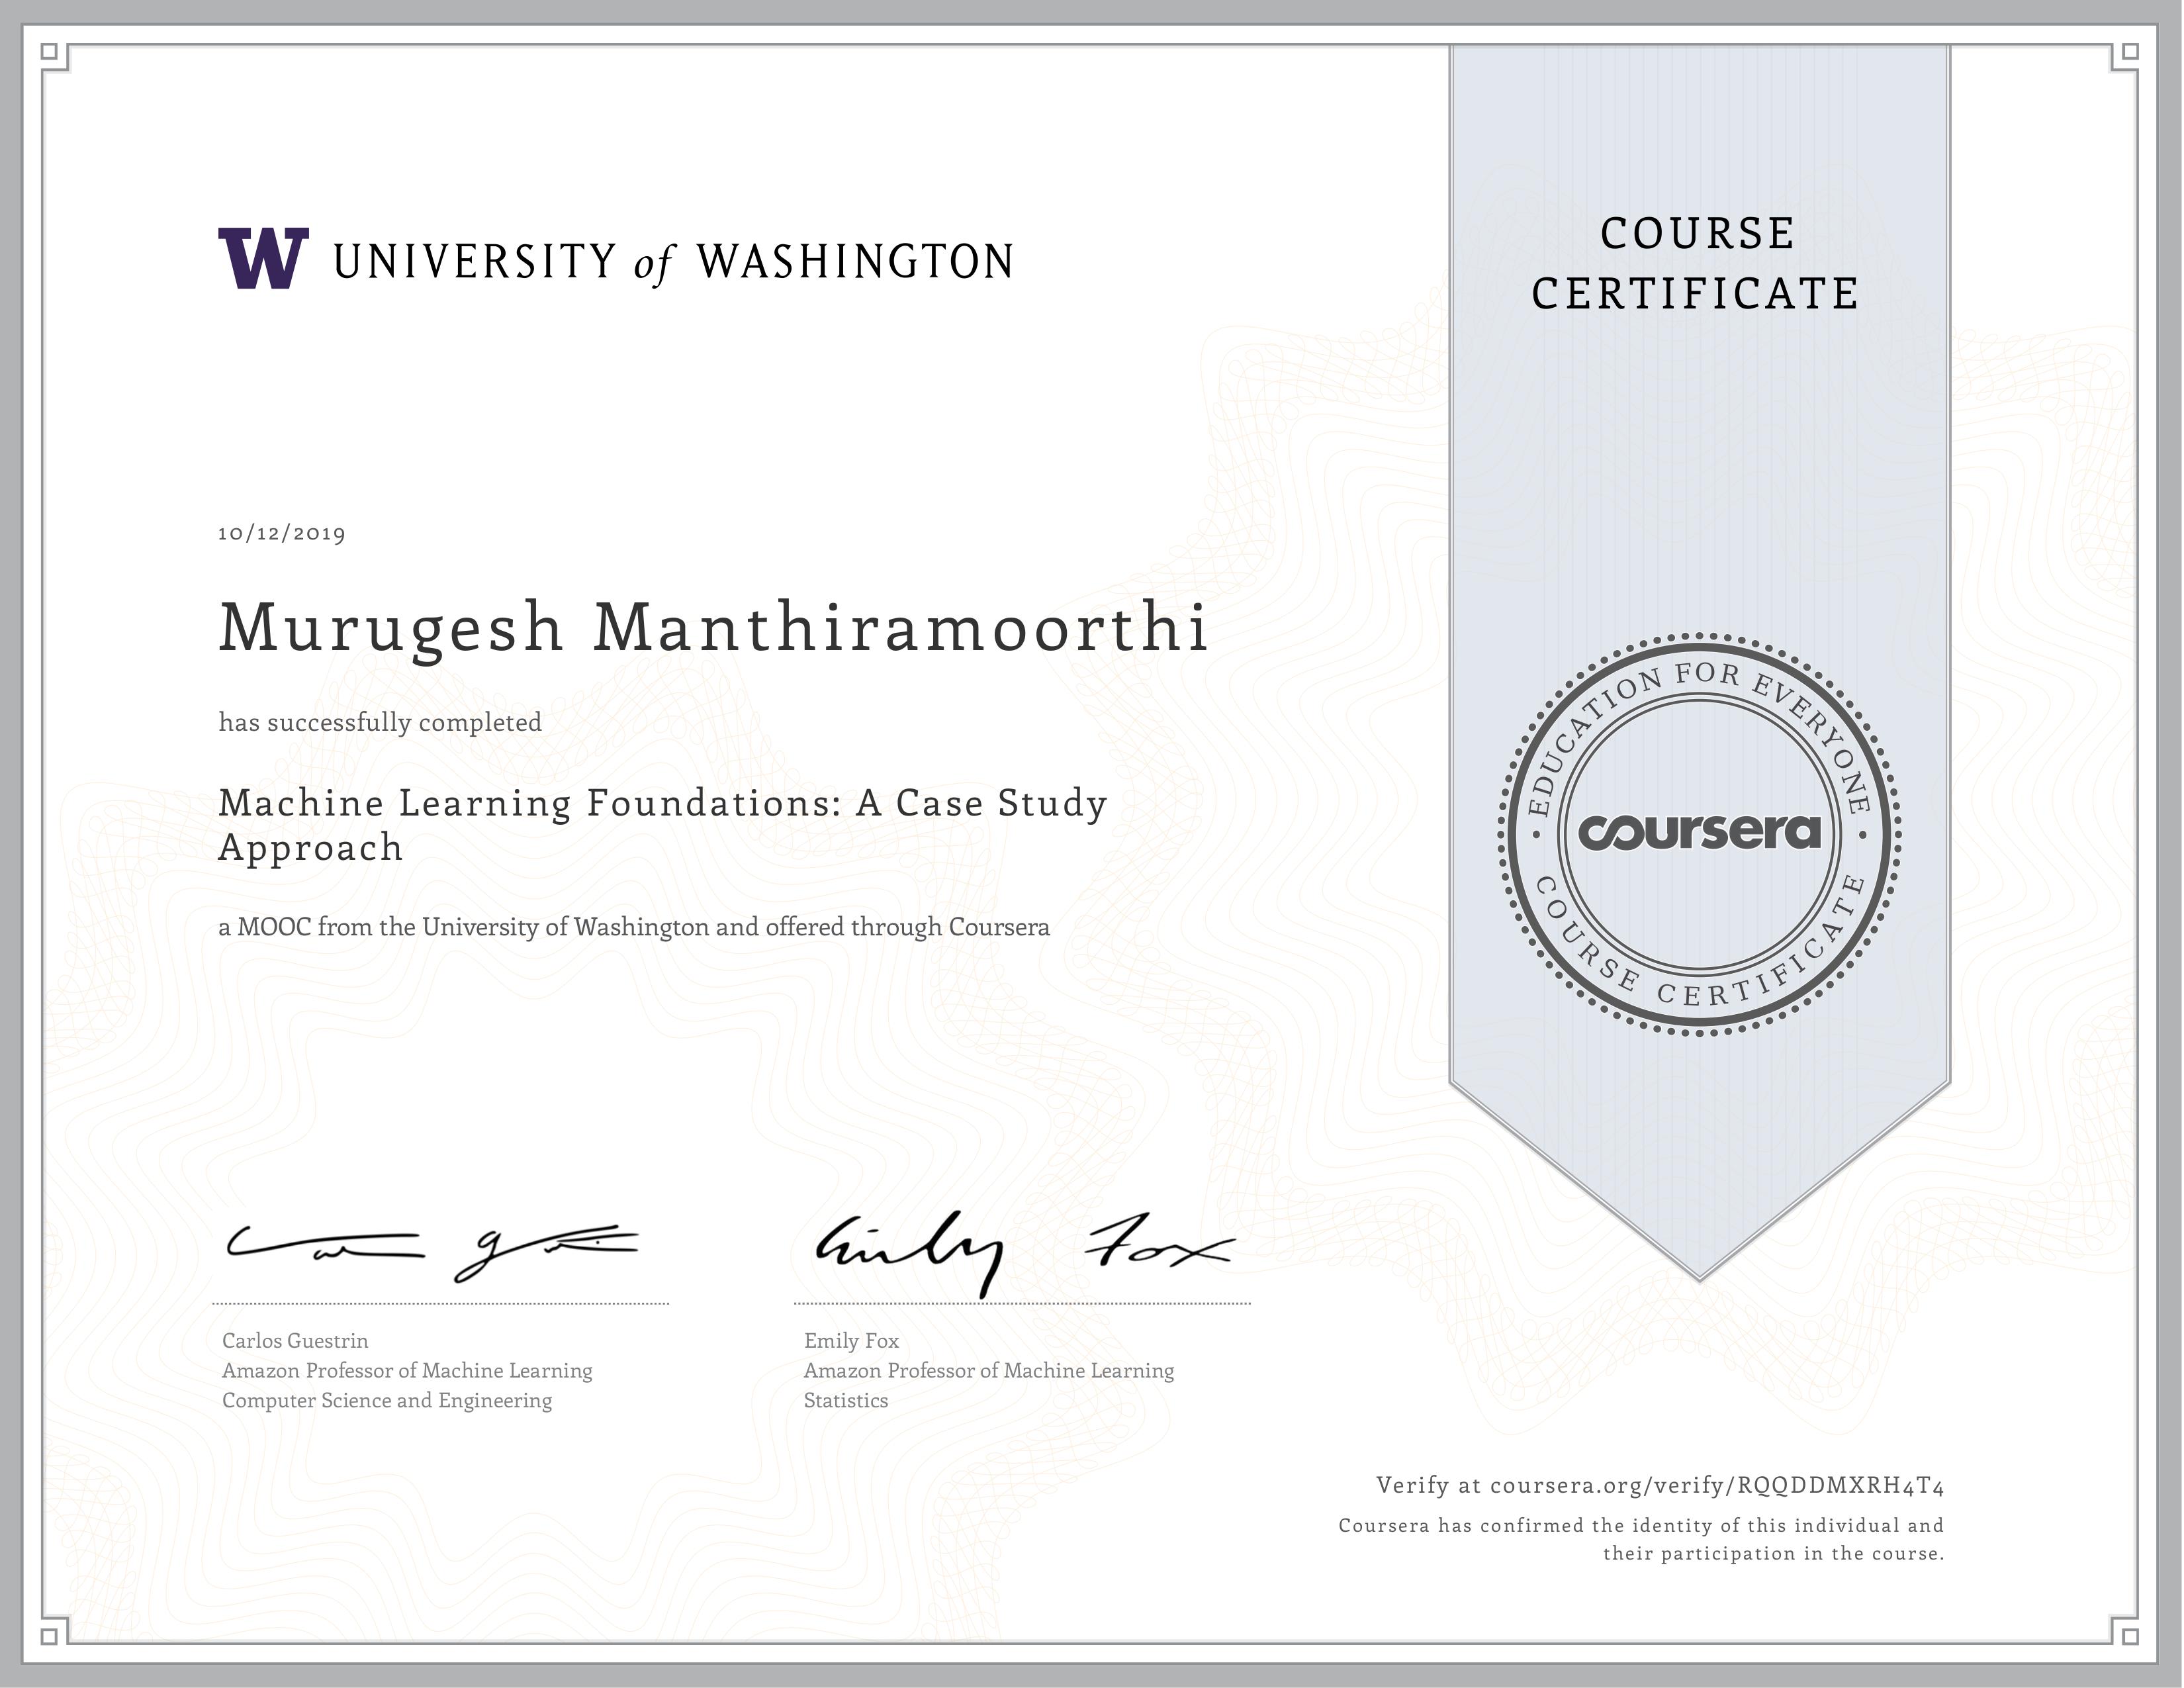 W UNIVERSITY of WASHINGTON
COURSE
CERTIFICATE
10/12/2019
Murugesh Manthiramoorthi
has successfully completed
Machine Learning Foundations: A Case Study
Approach
a MOOC from the University of Washington and offered through Coursera
EDUCATION FOR EVERYONE
coursera
COURSE CERTIFICATE
Emily Fox
Carlos Guestrin
Amazon Professor of Machine Learning
Computer Science and Engineering
Emily Fox
Amazon Professor of Machine Learning
Statistics
Verify at coursera.org/verify/RQQDDMXRH4T4
Coursera has confirmed the identity of this individual and
their participation in the course.